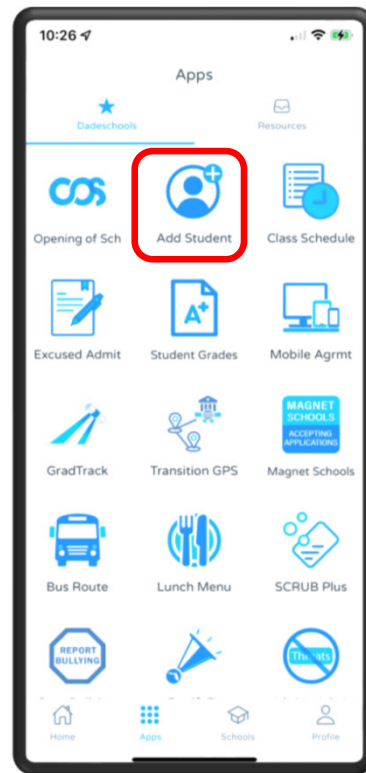 10:26
Apps
Dadeschools
Resources
COS
Opening of Sch
Add Student
Class Schedule
A+
Excused Admit
Student Grades
Mobile Agrmt
MAGNET
SCHOOLS
ACCEPTING
APPLICATIONS
GradTrack
Transition GPS
Magnet Schools
Bus Route
Lunch Menu
SCRUB Plus
REPORT
BULLYING
Threats
Home
Apps
Schools
Profile